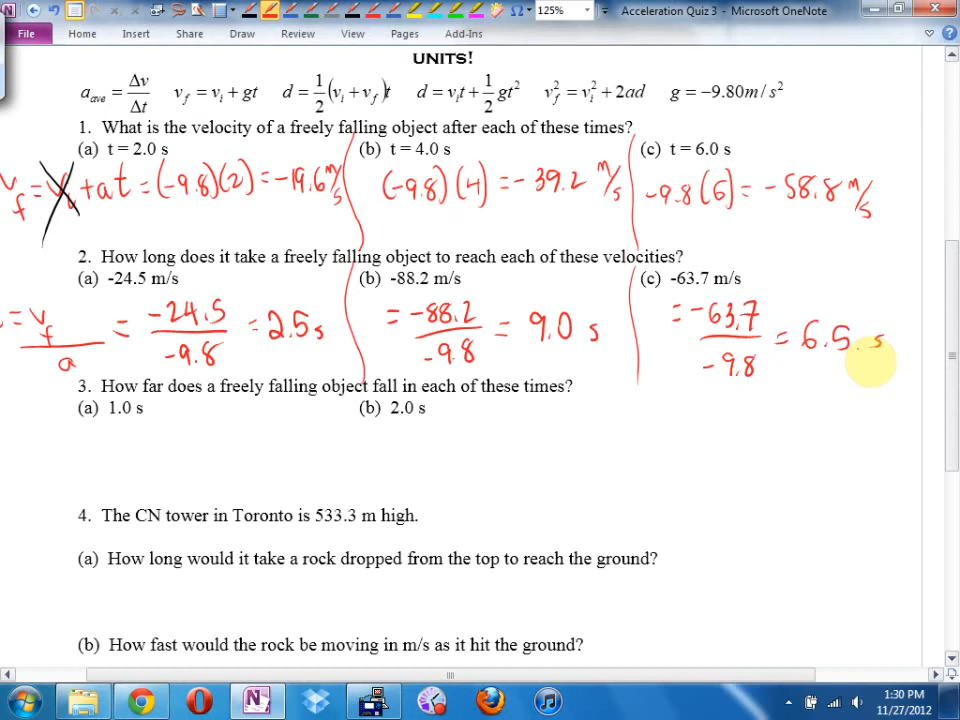 Acceleration Quiz 3 - Microsoft OneNote
125%
File Home Insert Share Draw Review Pages View Add-Ins
UNITS!
a_ave = Δv/Δt   v_f = v_i + gt   d = 1/2(v_i + v_f)t   d = v_i t + 1/2 gt²   v_f² = v_i² + 2ad   g = -9.80m/s²
1. What is the velocity of a freely falling object after each of these times?
(a) t = 2.0 s (b) t = 4.0 s (c) t = 6.0 s
v_f = v_i + at = (-9.8)(2) = -19.6 m/s   (-9.8)(4) = -39.2 m/s   -9.8(6) = -58.8 m/s
2. How long does it take a freely falling object to reach each of these velocities?
(a) -24.5 m/s (b) -88.2 m/s (c) -63.7 m/s
= v_f/a = -24.5/-9.8 = 2.5s   = -88.2/-9.8 = 9.0 s   = -63.7/-9.8 = 6.5 s
3. How far does a freely falling object fall in each of these times?
(a) 1.0 s (b) 2.0 s
4. The CN tower in Toronto is 533.3 m high.
(a) How long would it take a rock dropped from the top to reach the ground?
(b) How fast would the rock be moving in m/s as it hit the ground?
1:30 PM
11/27/2012